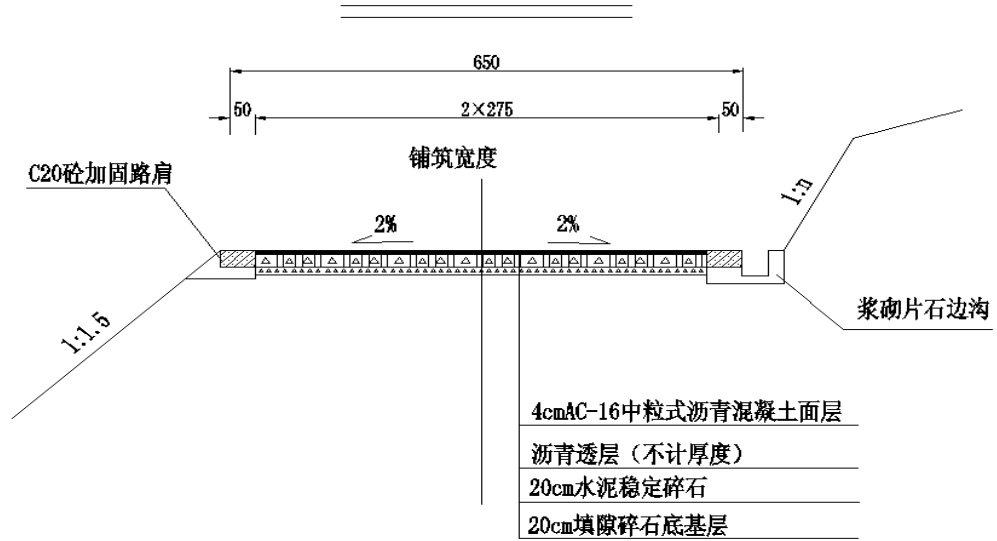 650
50
2×275
50
铺筑宽度
C20砼加固路肩
1:n
2%
2%
1:1.5
浆砌片石边沟
4cmAC-16中粒式沥青混凝土面层
沥青透层（不计厚度）
20cm水泥稳定碎石
20cm填隙碎石底基层